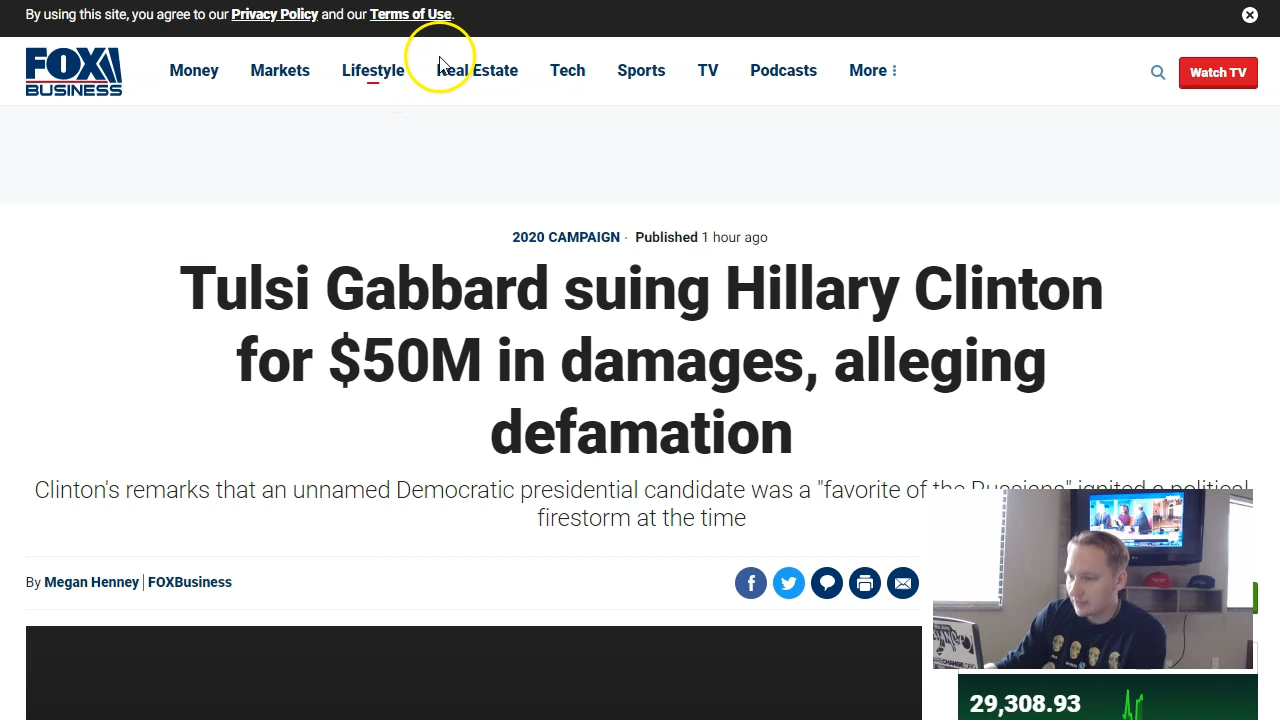 By using this site, you agree to our Privacy Policy and our Terms of Use.
FOX
BUSINESS
Money Markets Lifestyle Real Estate Tech Sports TV Podcasts More
Watch TV
2020 CAMPAIGN · Published 1 hour ago
Tulsi Gabbard suing Hillary Clinton
for $50M in damages, alleging
defamation
Clinton's remarks that an unnamed Democratic presidential candidate was a "favorite of the Russians" ignited a political
firestorm at the time
By Megan Henney | FOXBusiness
29,308.93